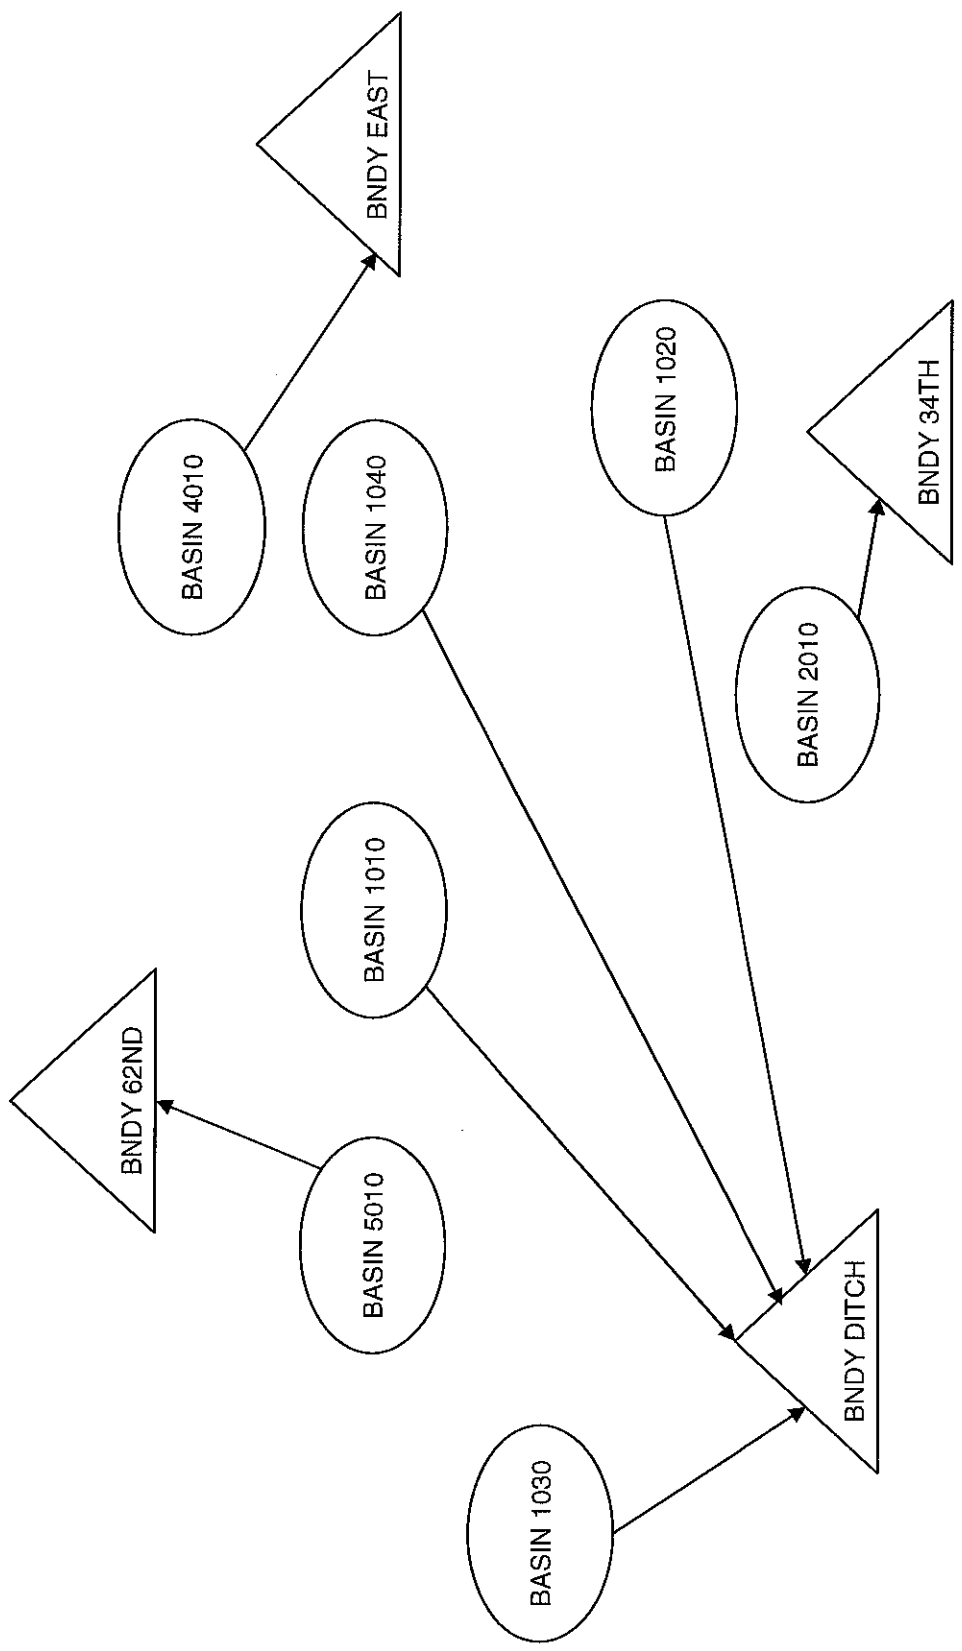 BNDY 62ND
BASIN 4010
BASIN 5010
BASIN 1010
BASIN 1040
BNDY EAST
BASIN 1030
BASIN 1020
BASIN 2010
BNDY DITCH
BNDY 34TH